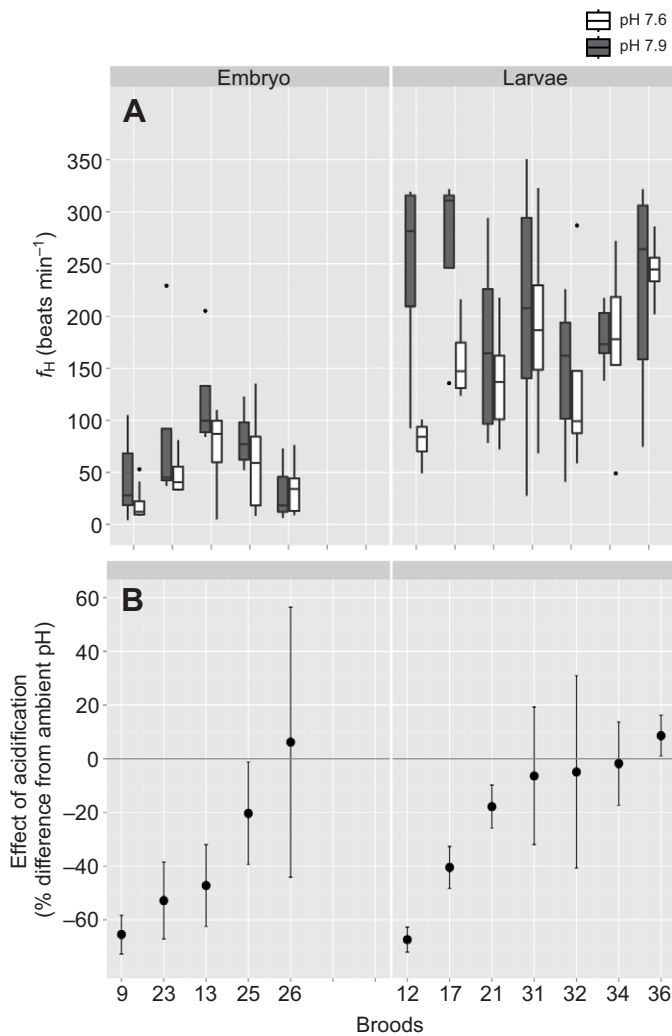 pH 7.6
pH 7.9
Embryo
Larvae
A
350
300
250
200
150
100
50
0
fH (beats min−1)
B
60
40
20
0
−20
−40
−60
Effect of acidification
(% difference from ambient pH)
9 23 13 25 26 12 17 21 31 32 34 36
Broods